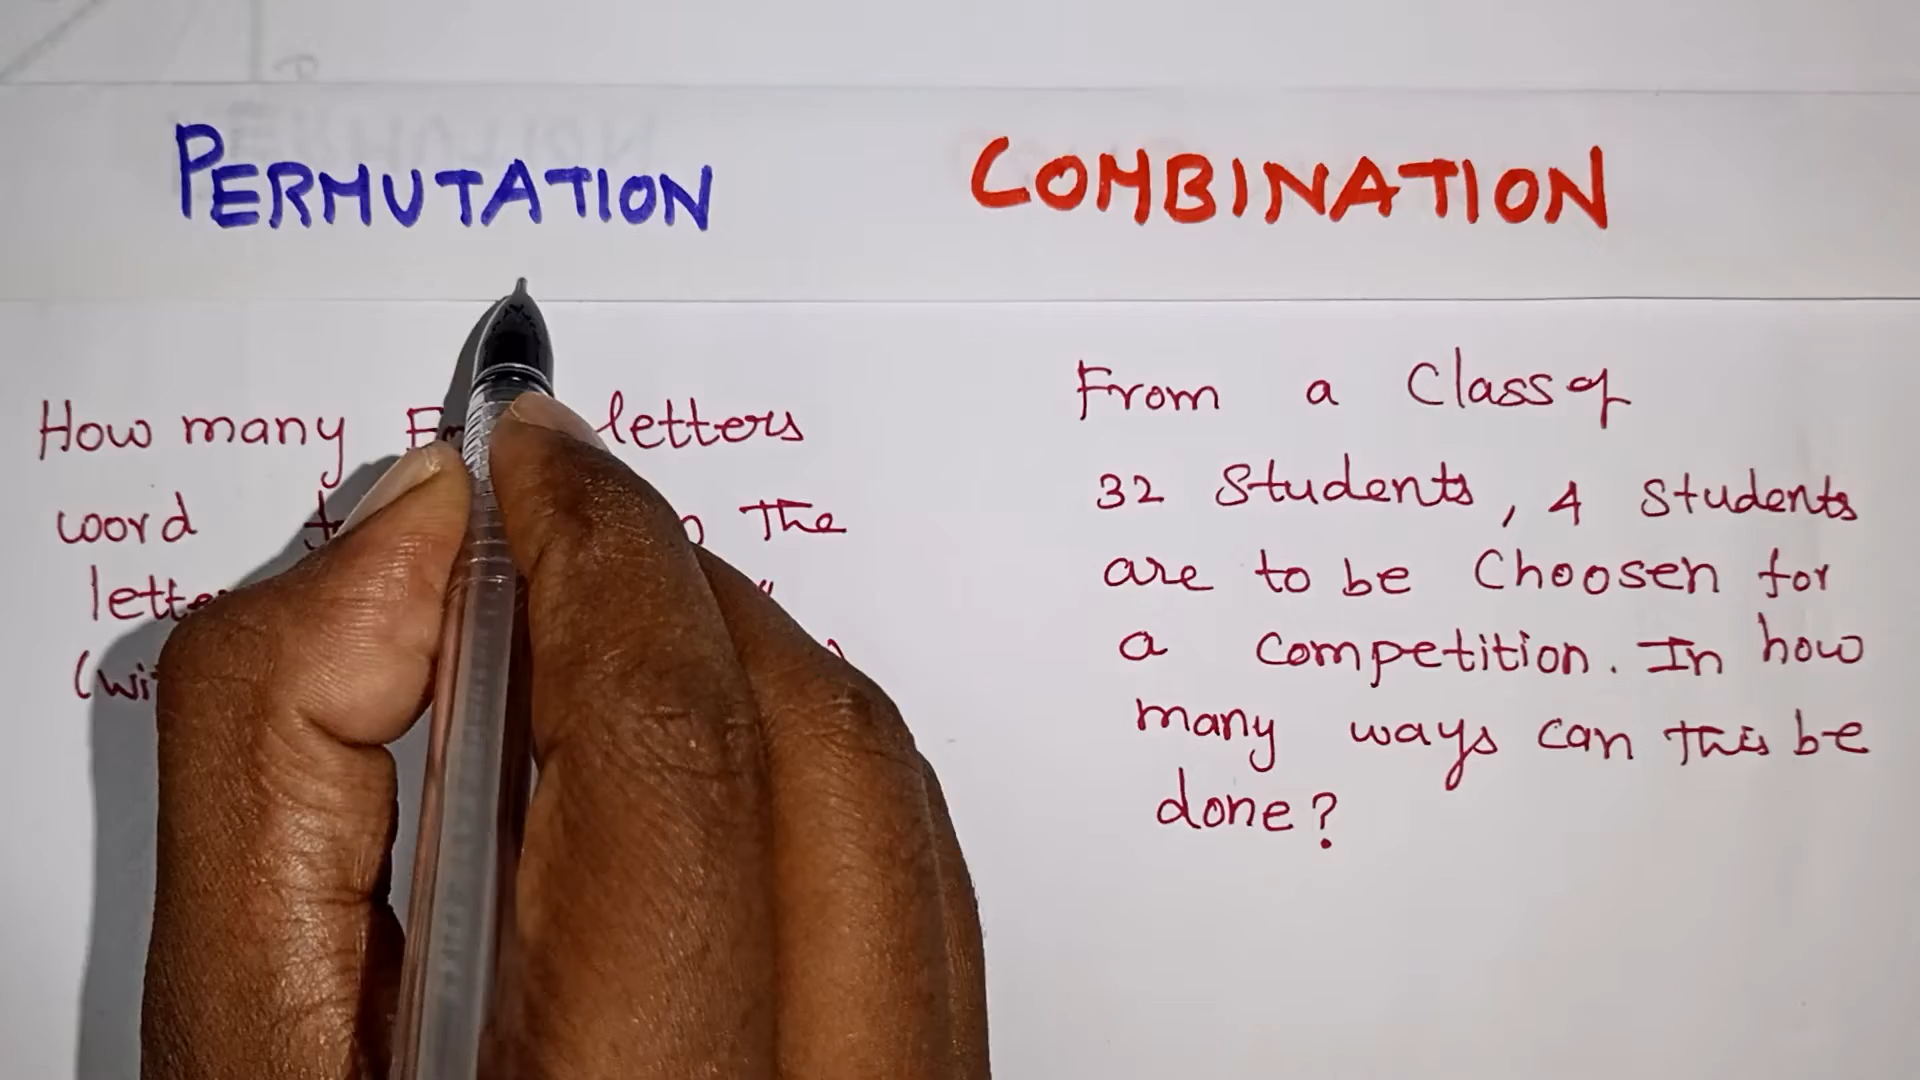 PERMUTATION
COMBINATION
How many letters
word the
(
From a Class of
32 Students, 4 students
are to be Choosen for
a Competition. In how
many ways can this be
done?